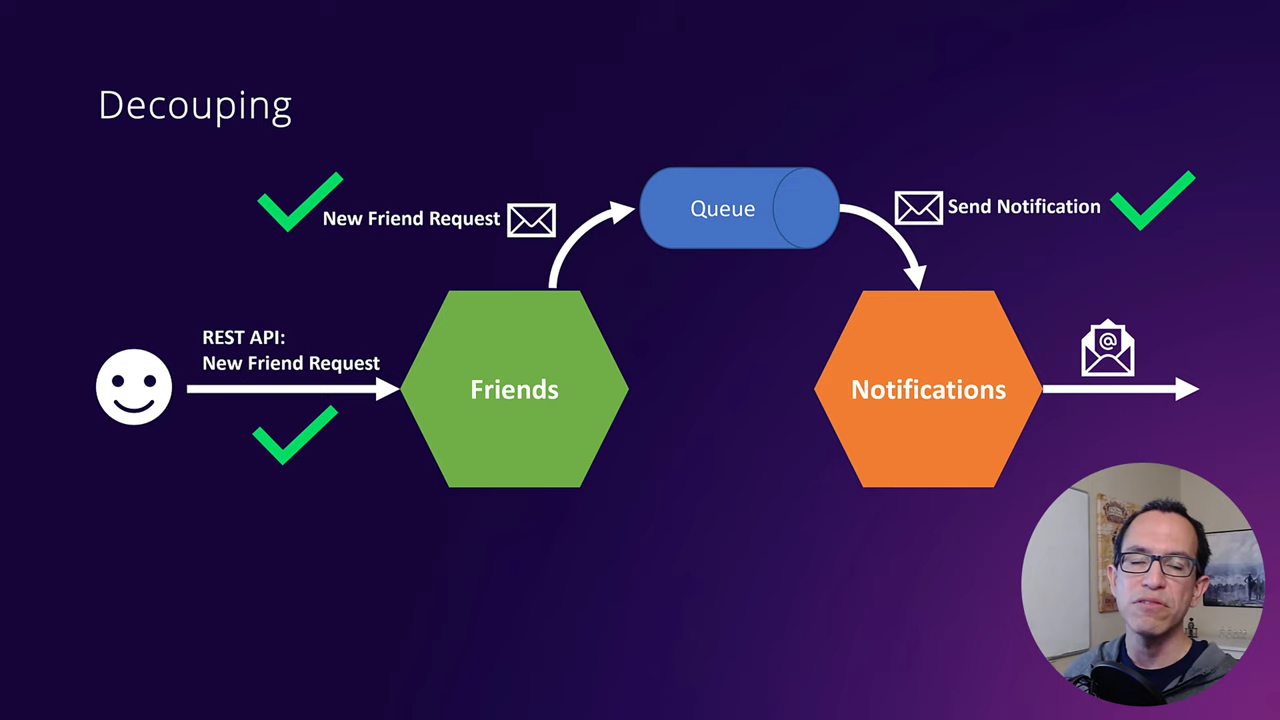 Decouping
New Friend Request
Queue
Send Notification
REST API:
New Friend Request
Friends
Notifications
@